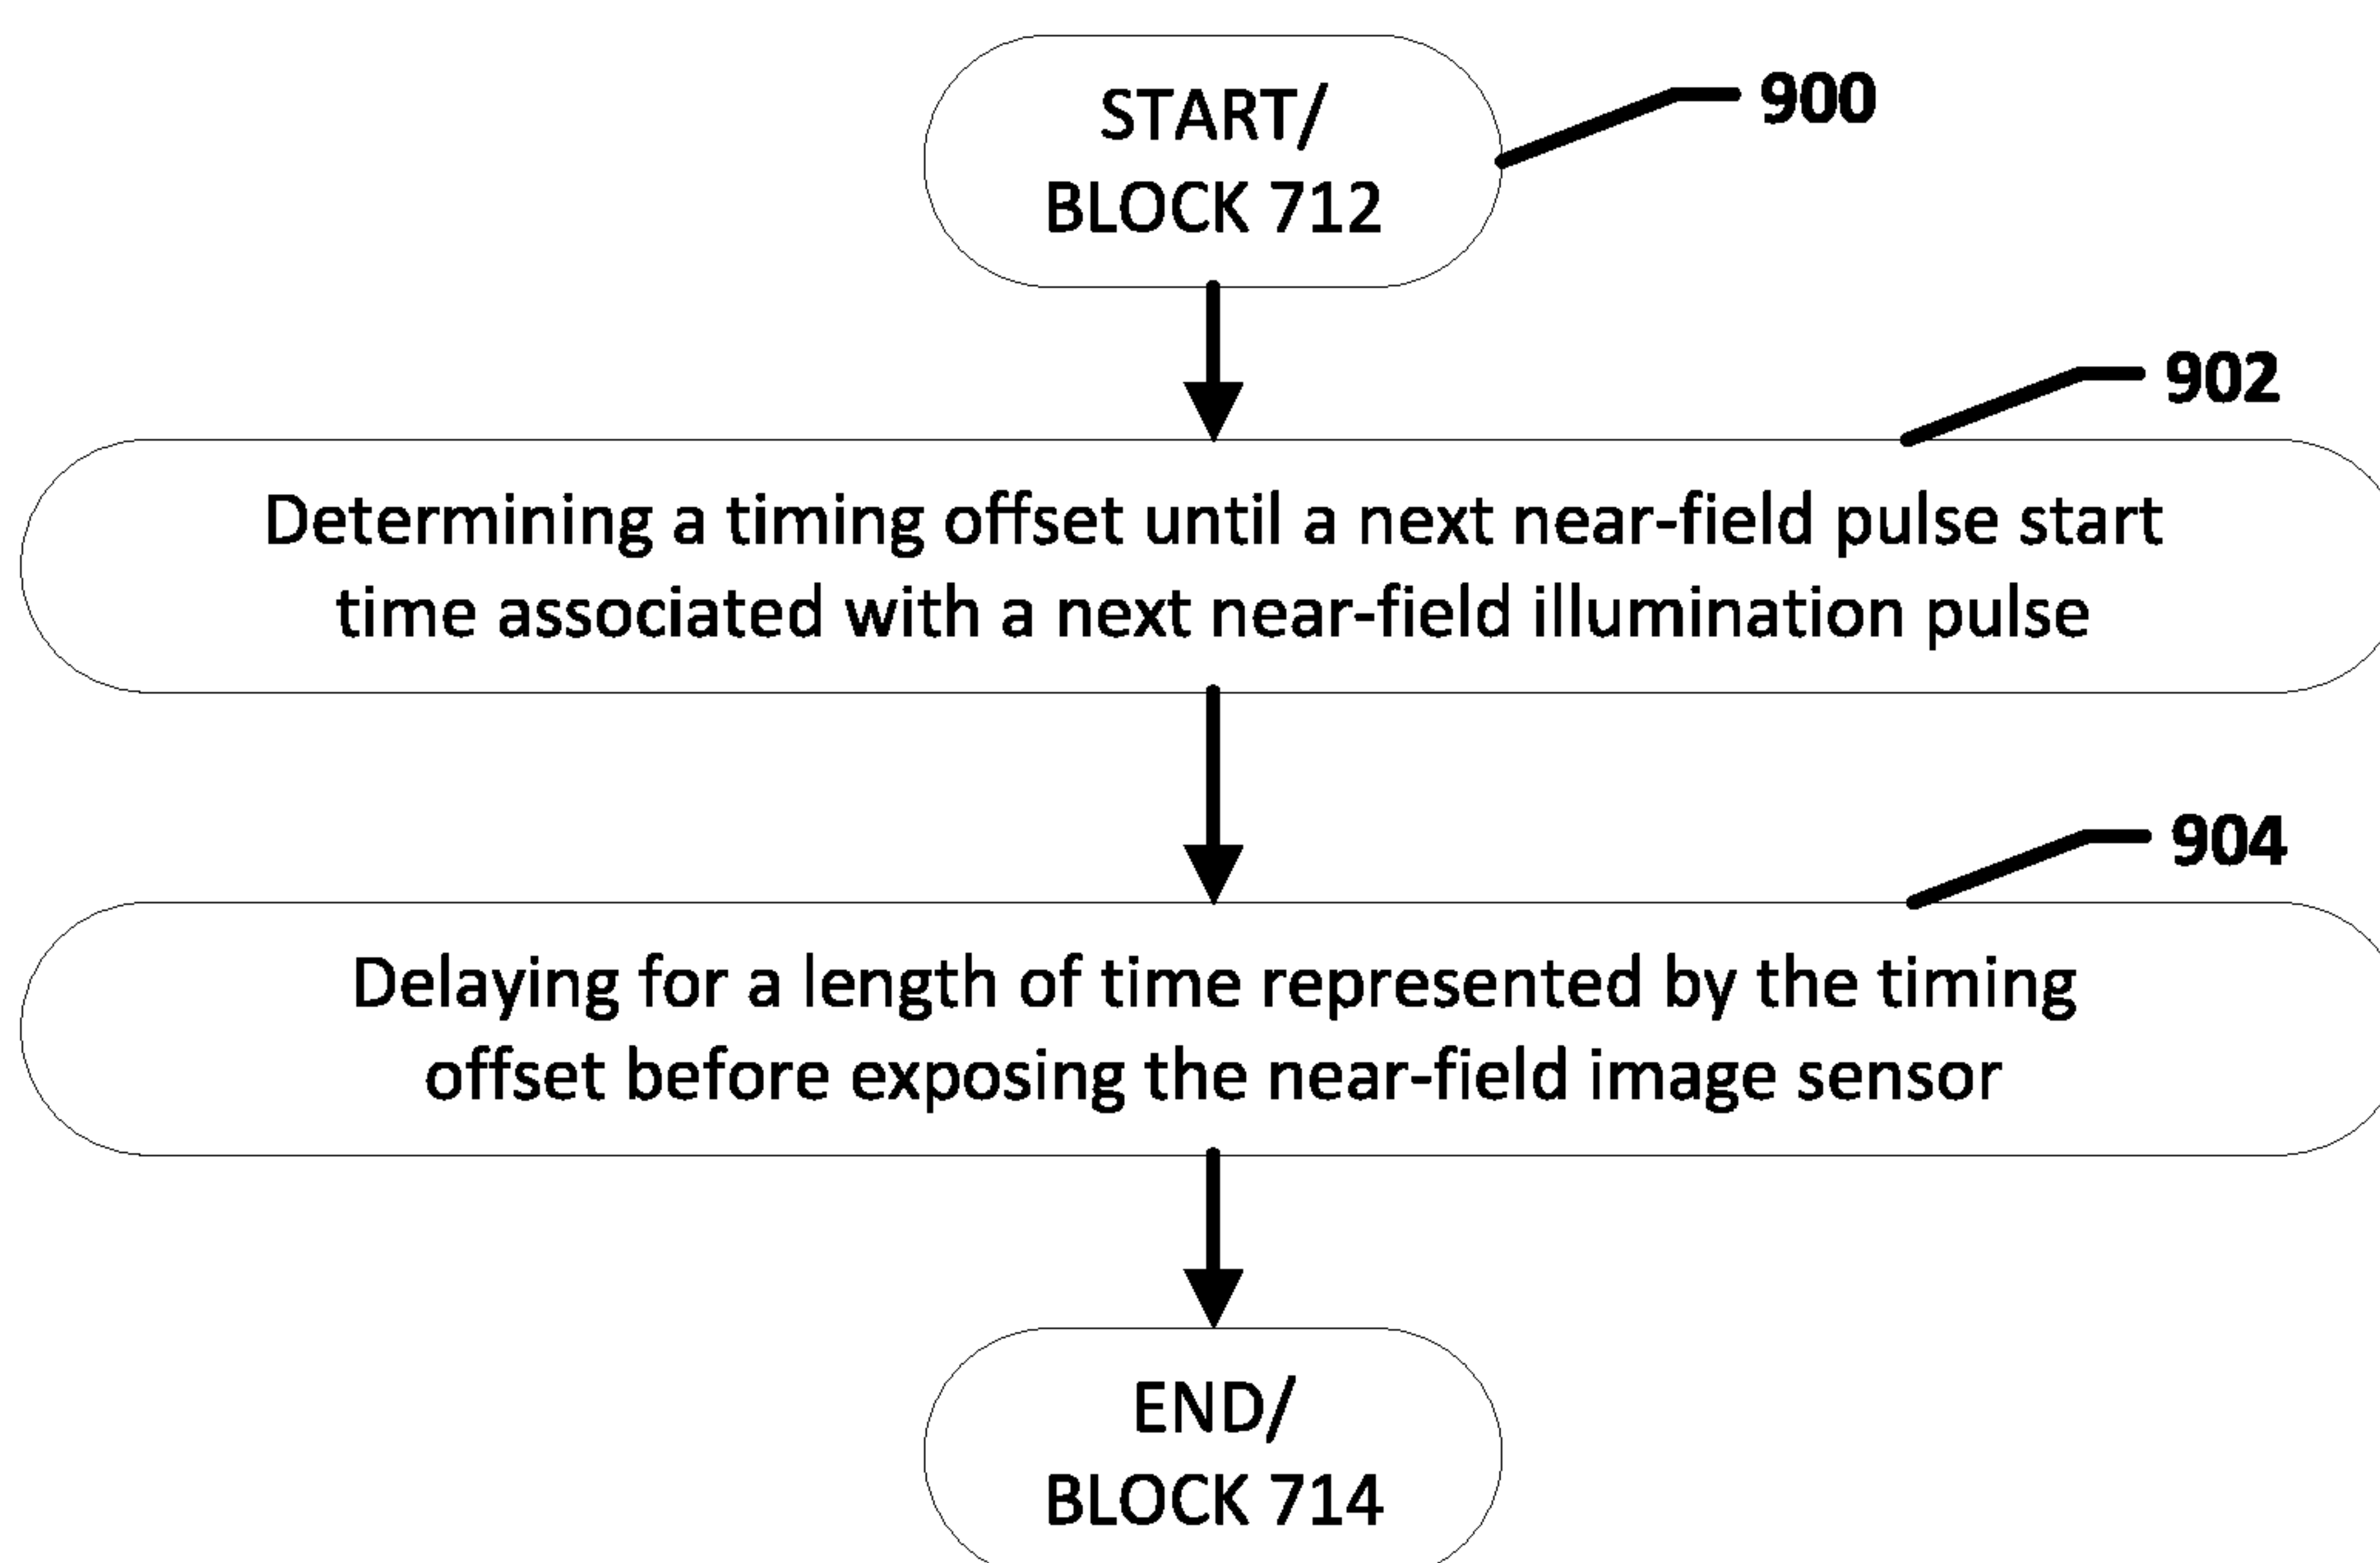 START/
BLOCK 712
900
902
Determining a timing offset until a next near-field pulse start
time associated with a next near-field illumination pulse
904
Delaying for a length of time represented by the timing
offset before exposing the near-field image sensor
END/
BLOCK 714